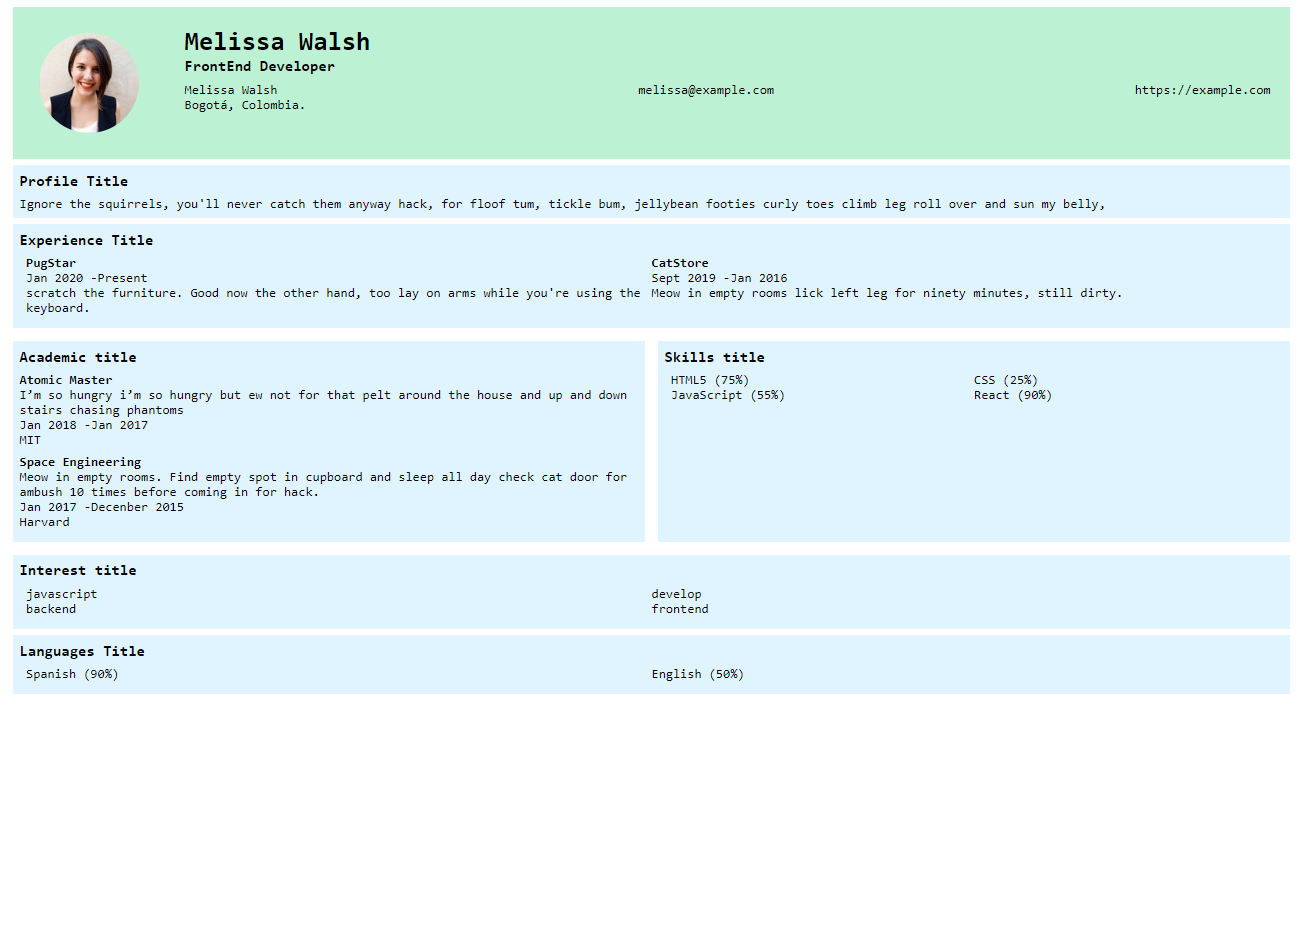 Melissa Walsh
FrontEnd Developer
Melissa Walsh
Bogotá, Colombia.
melissa@example.com
https://example.com
Profile Title
Ignore the squirrels, you'll never catch them anyway hack, for floof tum, tickle bum, jellybean footies curly toes climb leg roll over and sun my belly,
Experience Title
PugStar
Jan 2020 -Present
scratch the furniture. Good now the other hand, too lay on arms while you're using the
keyboard.
CatStore
Sept 2019 -Jan 2016
Meow in empty rooms lick left leg for ninety minutes, still dirty.
Academic title
Atomic Master
I’m so hungry i’m so hungry but ew not for that pelt around the house and up and down
stairs chasing phantoms
Jan 2018 -Jan 2017
MIT
Space Engineering
Meow in empty rooms. Find empty spot in cupboard and sleep all day check cat door for
ambush 10 times before coming in for hack.
Jan 2017 -Decenber 2015
Harvard
Skills title
HTML5 (75%)
CSS (25%)
JavaScript (55%)
React (90%)
Interest title
javascript
develop
backend
frontend
Languages Title
Spanish (90%)
English (50%)